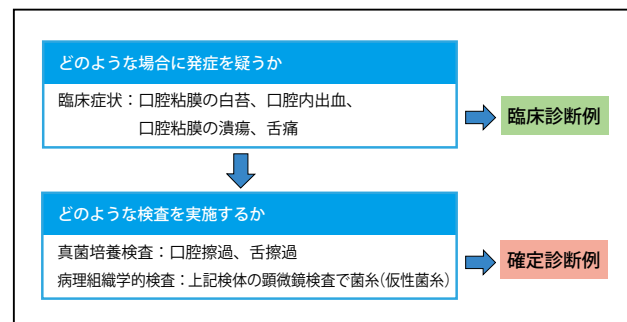 どのような場合に発症を疑うか
臨床症状：口腔粘膜の白苔、口腔内出血、
口腔粘膜の潰瘍、舌痛
臨床診断例
どのような検査を実施するか
真菌培養検査：口腔擦過、舌擦過
病理組織学的検査：上記検体の顕微鏡検査で菌糸(仮性菌糸)
確定診断例